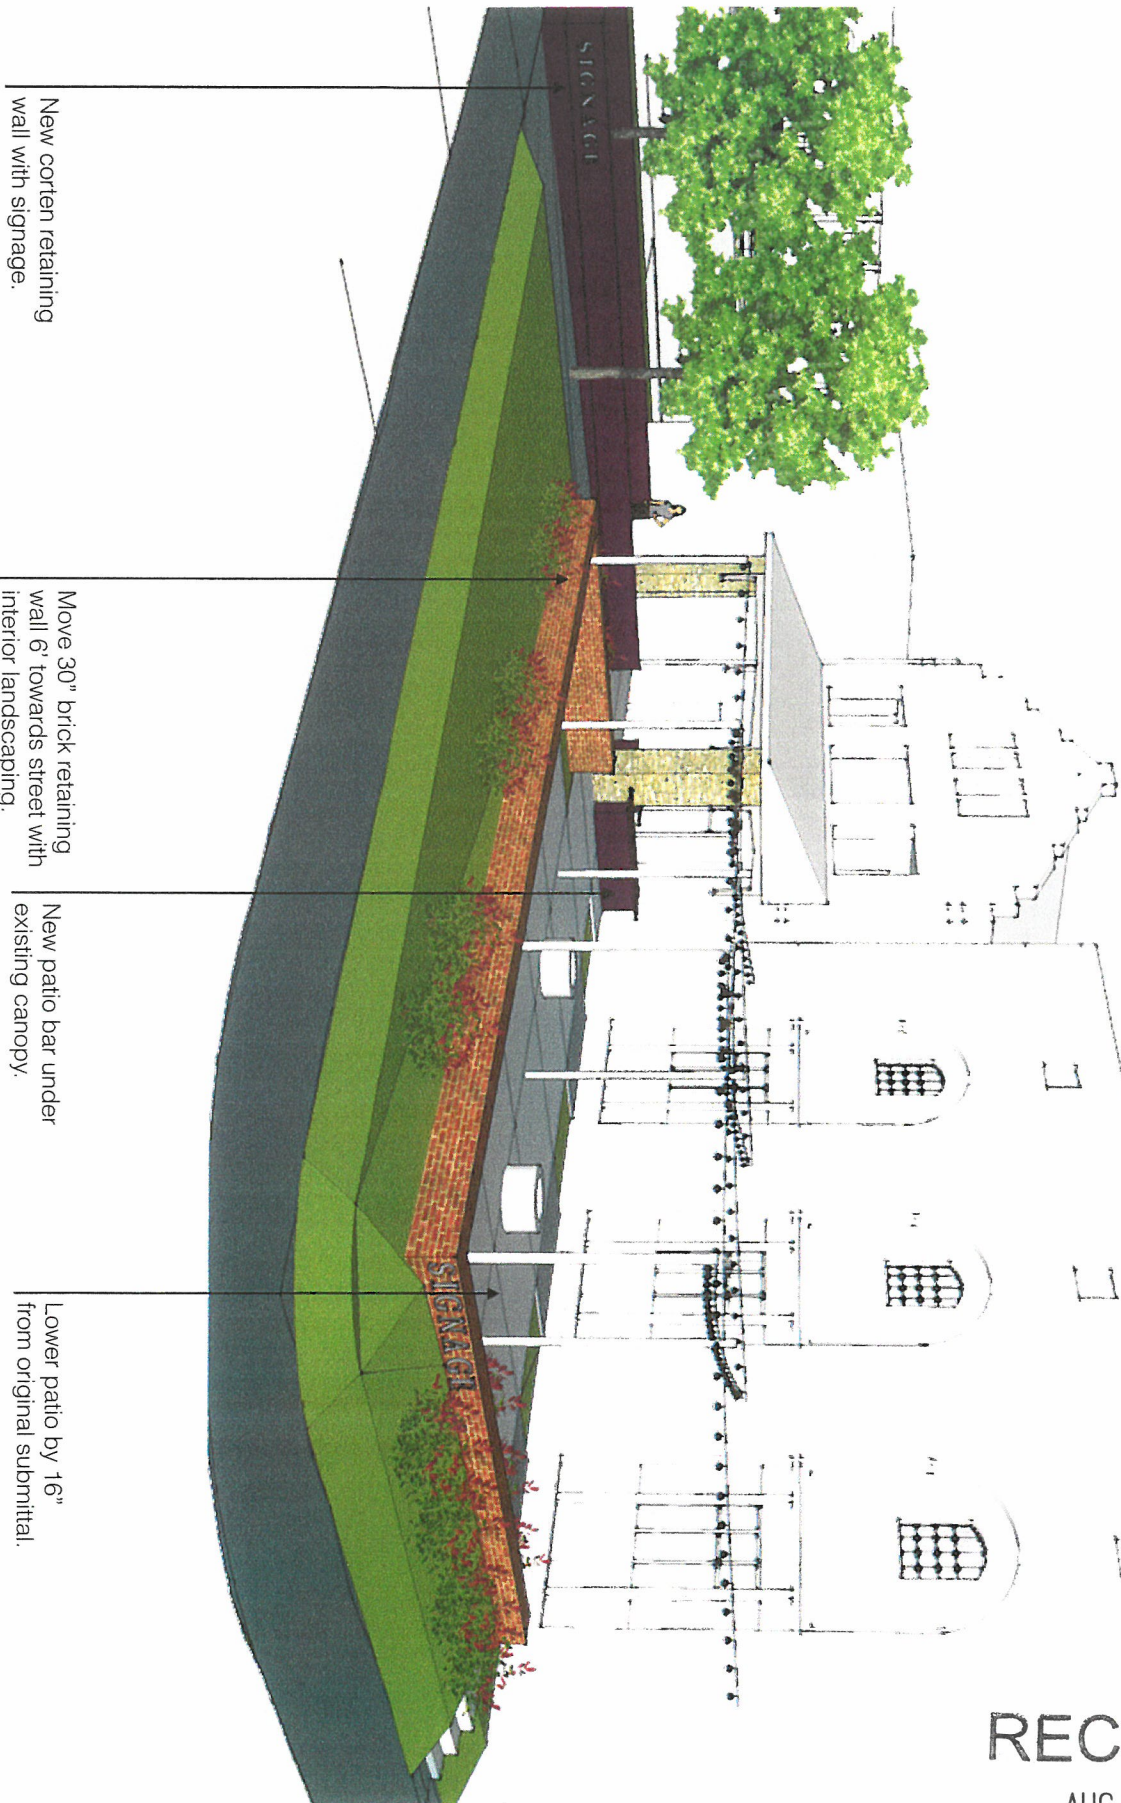 SIGNAGE
SIGNAGE
New corten retaining
wall with signage.
Move 30" brick retaining
wall 6' towards street with
interior landscaping.
New patio bar under
existing canopy.
Lower patio by 16"
from original submittal.
REC
AUG